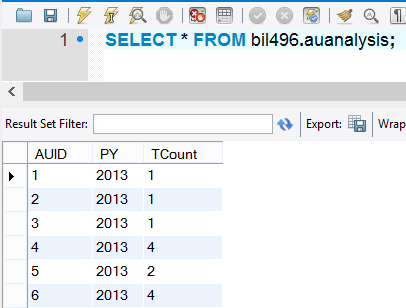 1 SELECT * FROM bil496.auanalysis;
Result Set Filter: Export: Wrap
AUID PY TCount
1 2013 1
2 2013 1
3 2013 1
4 2013 4
5 2013 2
6 2013 4